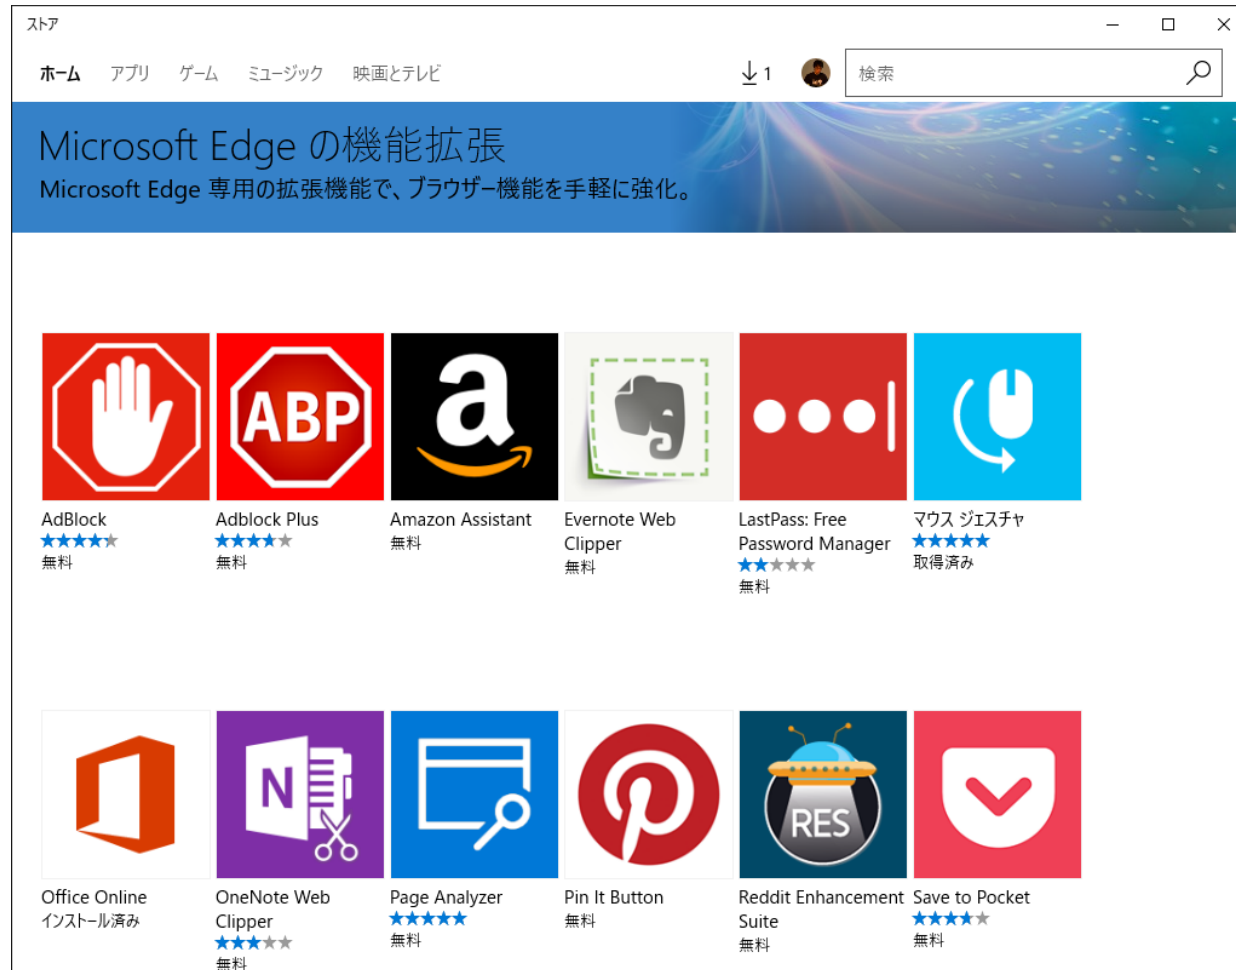 ストア
ホーム アプリ ゲーム ミュージック 映画とテレビ 1 検索
Microsoft Edge の機能拡張
Microsoft Edge 専用の拡張機能で、ブラウザー機能を手軽に強化。
ABP
a
AdBlock
無料
Adblock Plus
無料
Amazon Assistant
無料
Evernote Web
Clipper
無料
LastPass: Free
Password Manager
無料
マウス ジェスチャ
取得済み
N
RES
Office Online
インストール済み
OneNote Web
Clipper
無料
Page Analyzer
無料
Pin It Button
無料
Reddit Enhancement
Suite
無料
Save to Pocket
無料